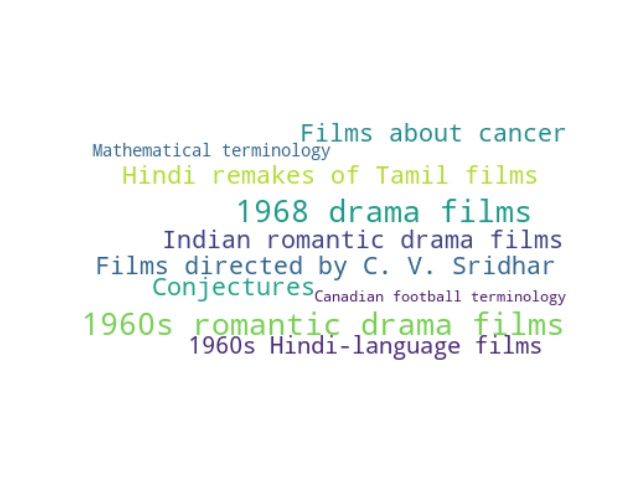 Films about cancer
Mathematical terminology
Hindi remakes of Tamil films
1968 drama films
Indian romantic drama films
Films directed by C. V. Sridhar
Conjectures
Canadian football terminology
1960s romantic drama films
1960s Hindi-language films